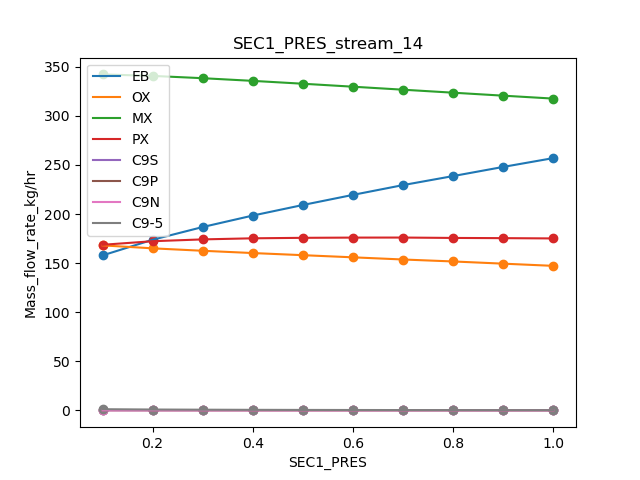 SEC1_PRES_stream_14
EB
OX
MX
PX
C9S
C9P
C9N
C9-5
Mass_flow_rate_kg/hr
350
300
250
200
150
100
50
0
0.2 0.4 0.6 0.8 1.0
SEC1_PRES